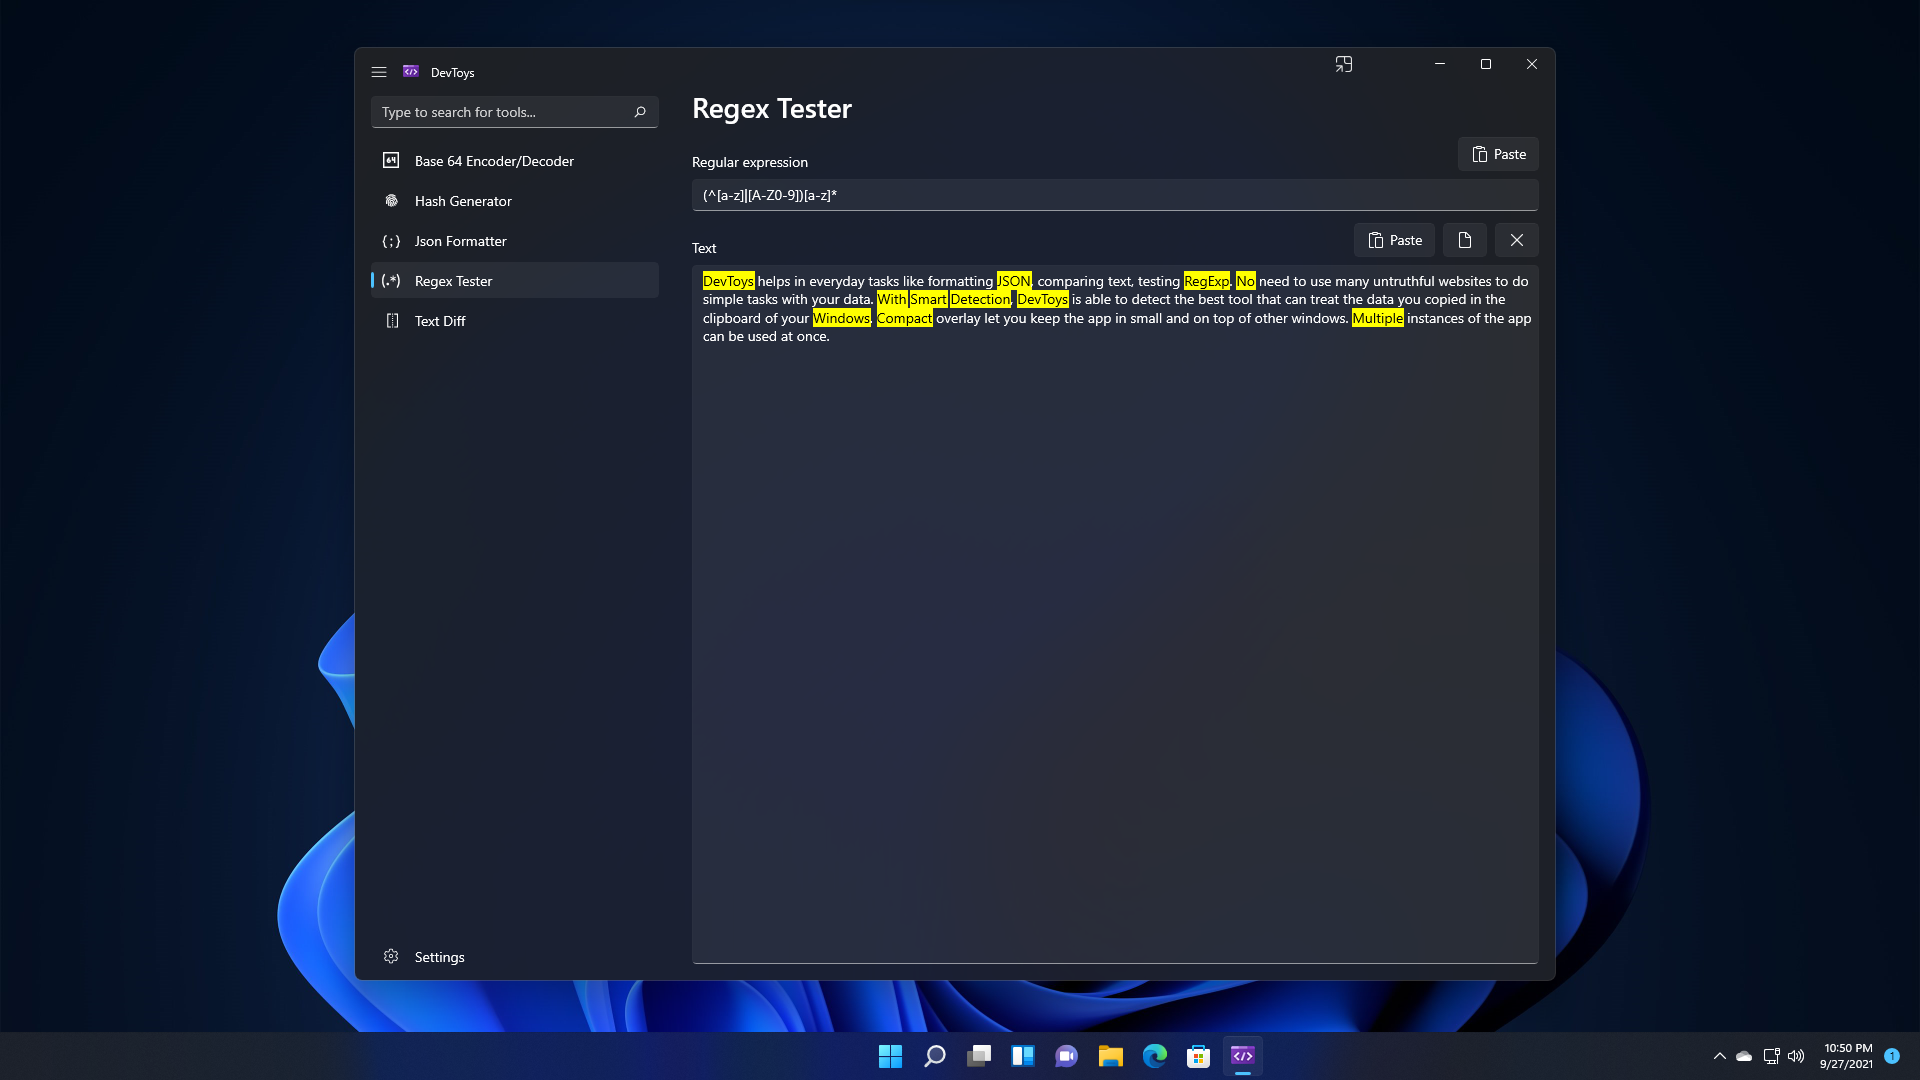 DevToys
Type to search for tools...
64 Base 64 Encoder/Decoder
Hash Generator
{;} Json Formatter
(.*) Regex Tester
Text Diff
Settings
Regex Tester
Regular expression
Paste
(^[a-z]|[A-Z0-9])[a-z]*
Text
Paste
DevToys helps in everyday tasks like formatting JSON, comparing text, testing RegExp. No need to use many untruthful websites to do
simple tasks with your data. With Smart Detection, DevToys is able to detect the best tool that can treat the data you copied in the
clipboard of your Windows. Compact overlay let you keep the app in small and on top of other windows. Multiple instances of the app
can be used at once.
10:50 PM
9/27/2021
1